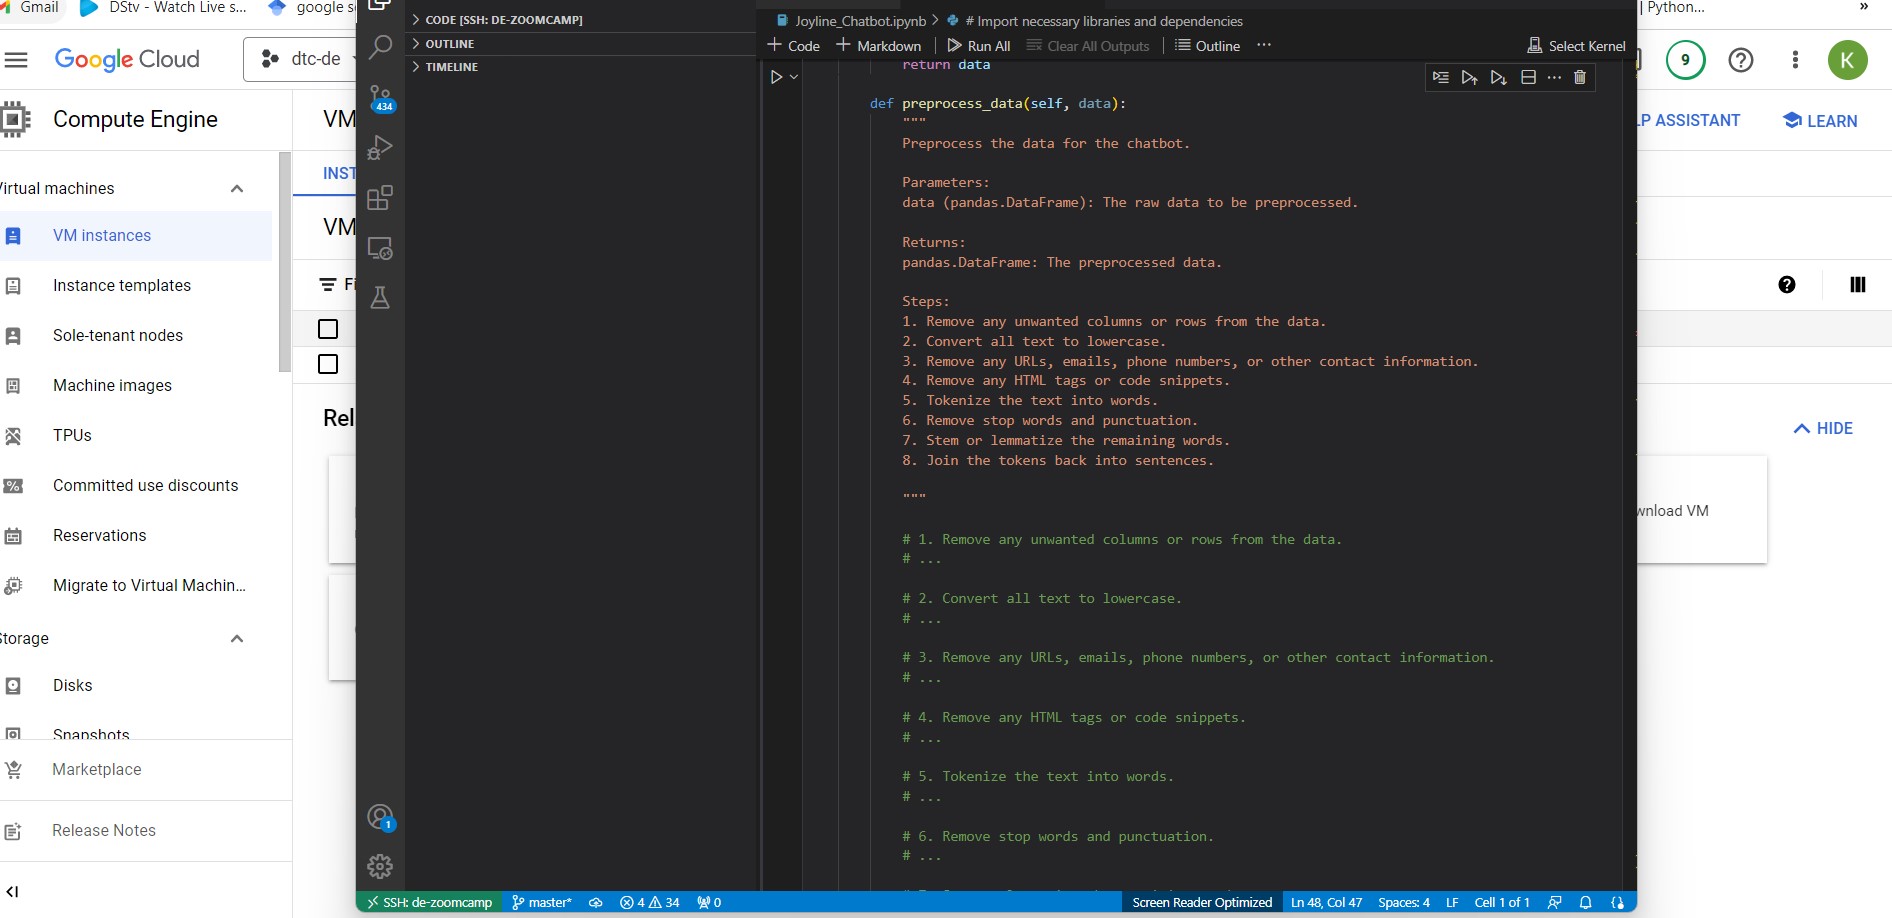 Gmail
DStv - Watch Live s...
google s
| Python...
»
Google Cloud
dtc-de
9
K
Compute Engine
VM
LP ASSISTANT
LEARN
Virtual machines
INST
VM instances
VM
Instance templates
Fi
Sole-tenant nodes
Machine images
TPUs
Rel
HIDE
Committed use discounts
Reservations
wnload VM
Migrate to Virtual Machin...
Storage
Disks
Snapshots
Marketplace
Release Notes
CODE [SSH: DE-ZOOMCAMP]
OUTLINE
TIMELINE
434
1
Joyline_Chatbot.ipynb > # Import necessary libraries and dependencies
+ Code + Markdown Run All Clear All Outputs Outline ... Select Kernel
return data
def preprocess_data(self, data):
"""
Preprocess the data for the chatbot.
Parameters:
data (pandas.DataFrame): The raw data to be preprocessed.
Returns:
pandas.DataFrame: The preprocessed data.
Steps:
1. Remove any unwanted columns or rows from the data.
2. Convert all text to lowercase.
3. Remove any URLs, emails, phone numbers, or other contact information.
4. Remove any HTML tags or code snippets.
5. Tokenize the text into words.
6. Remove stop words and punctuation.
7. Stem or lemmatize the remaining words.
8. Join the tokens back into sentences.
"""
# 1. Remove any unwanted columns or rows from the data.
# ...
# 2. Convert all text to lowercase.
# ...
# 3. Remove any URLs, emails, phone numbers, or other contact information.
# ...
# 4. Remove any HTML tags or code snippets.
# ...
# 5. Tokenize the text into words.
# ...
# 6. Remove stop words and punctuation.
# ...
SSH: de-zoomcamp master* 4 34 0 Screen Reader Optimized Ln 48, Col 47 Spaces: 4 LF Cell 1 of 1